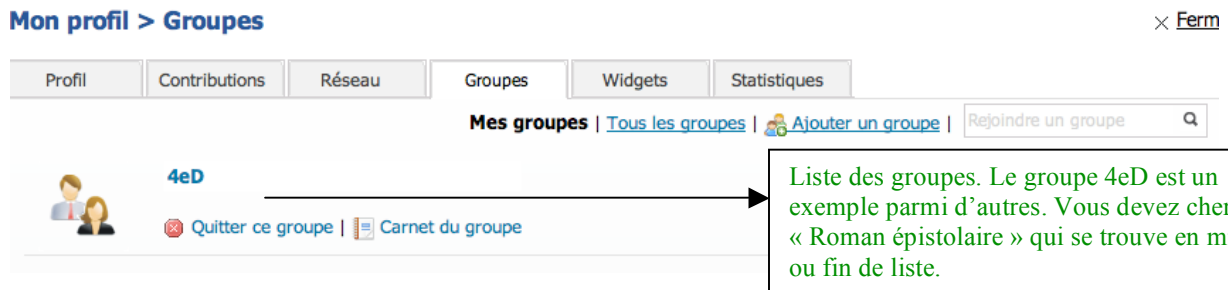 Mon profil > Groupes
× Ferm
Profil Contributions Réseau Groupes Widgets Statistiques
Mes groupes | Tous les groupes | Ajouter un groupe | Rejoindre un groupe
4eD
Quitter ce groupe | Carnet du groupe
Liste des groupes. Le groupe 4eD est un
exemple parmi d’autres. Vous devez cher
« Roman épistolaire » qui se trouve en m
ou fin de liste.